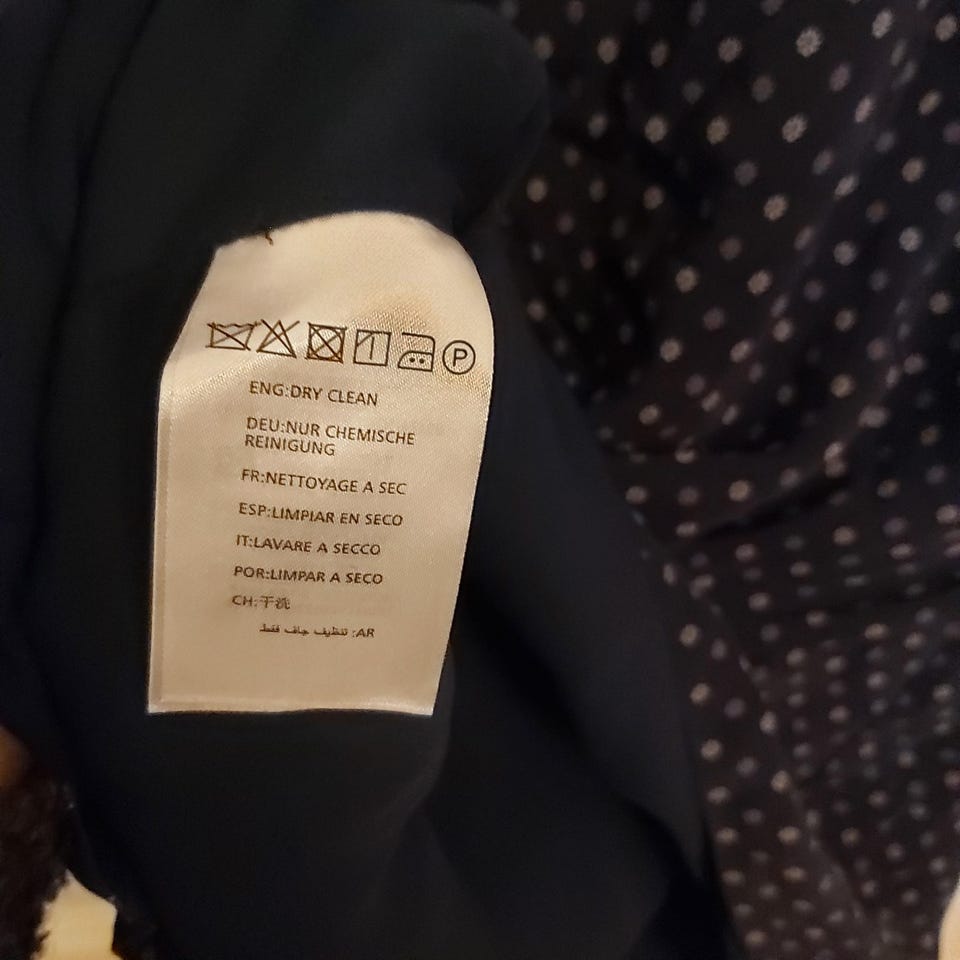 P
ENG:DRY CLEAN
DEU:NUR CHEMISCHE
REINIGUNG
FR:NETTOYAGE A SEC
ESP:LIMPIAR EN SECO
IT:LAVARE A SECCO
POR:LIMPAR A SECO
CH:干洗
AR: تنظيف جاف فقط